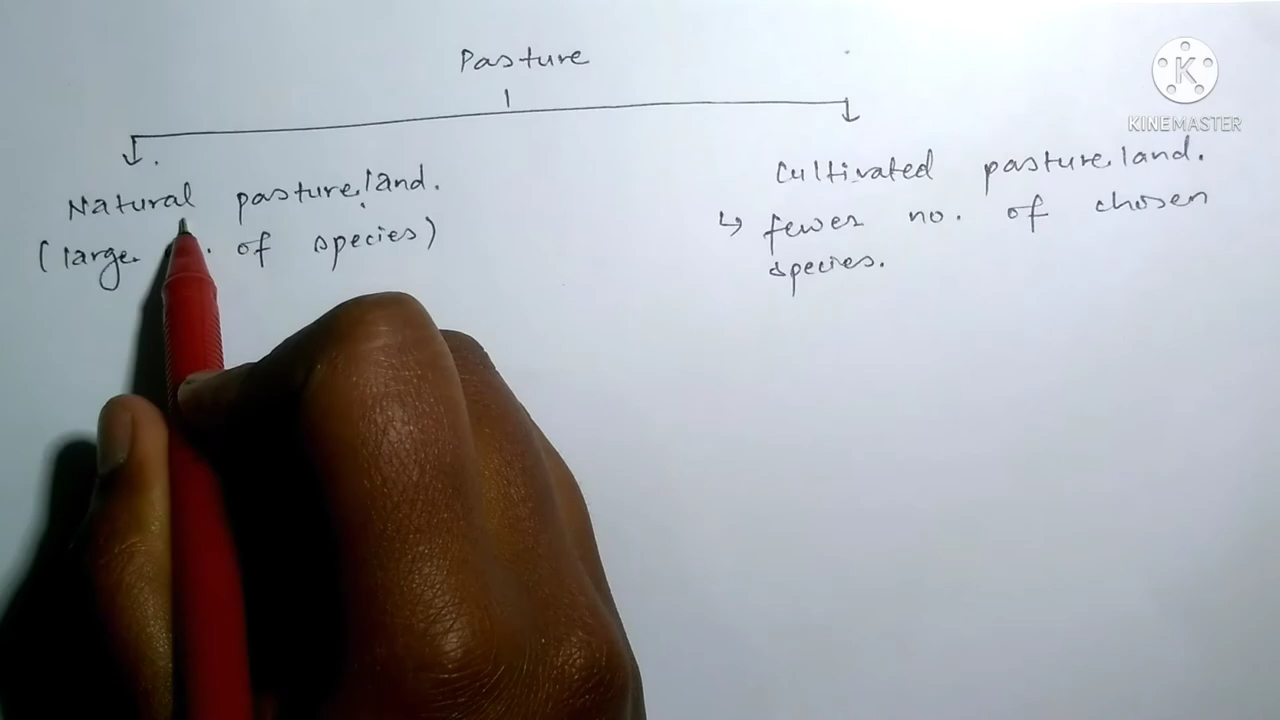 Pasture
Natural pasture land.
(large of species)
Cultivated pasture land.
↳ fewer no. of chosen
species.
K
KINEMASTER